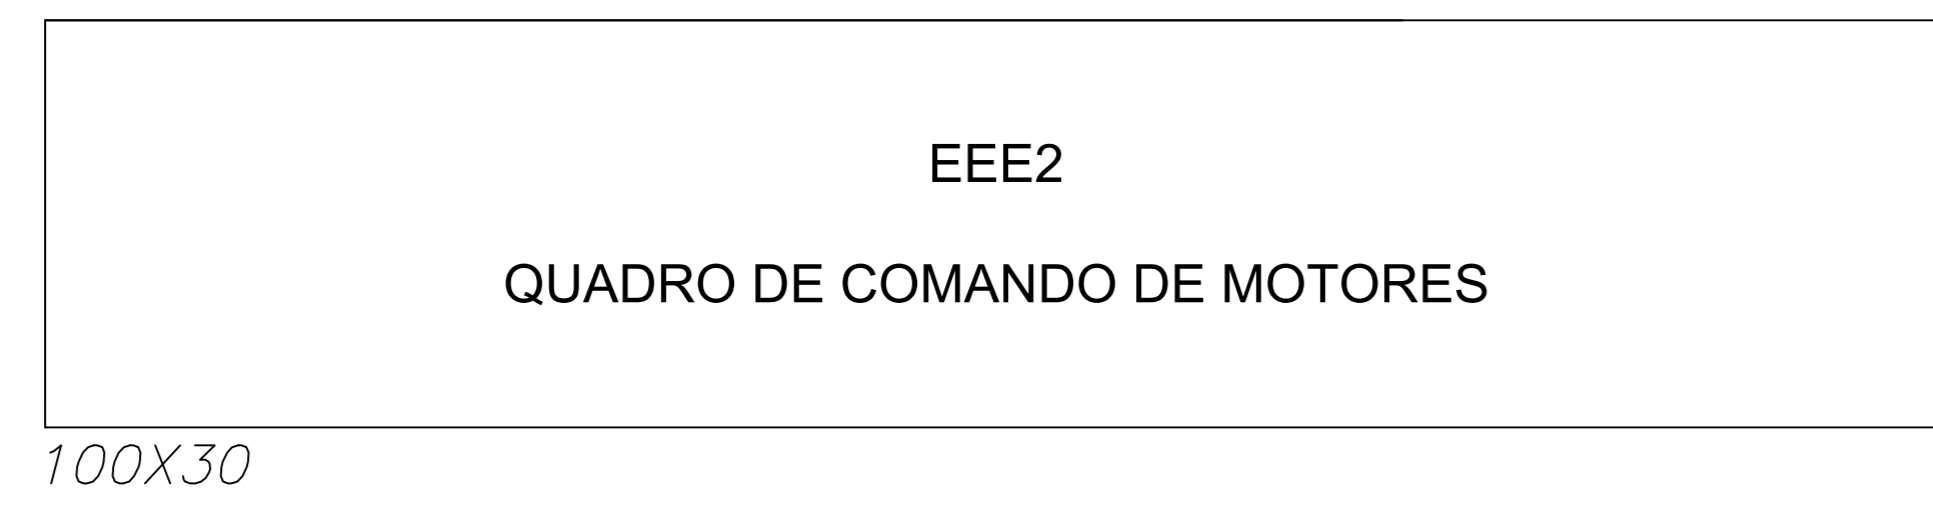 EEE2
QUADRO DE COMANDO DE MOTORES
100X30